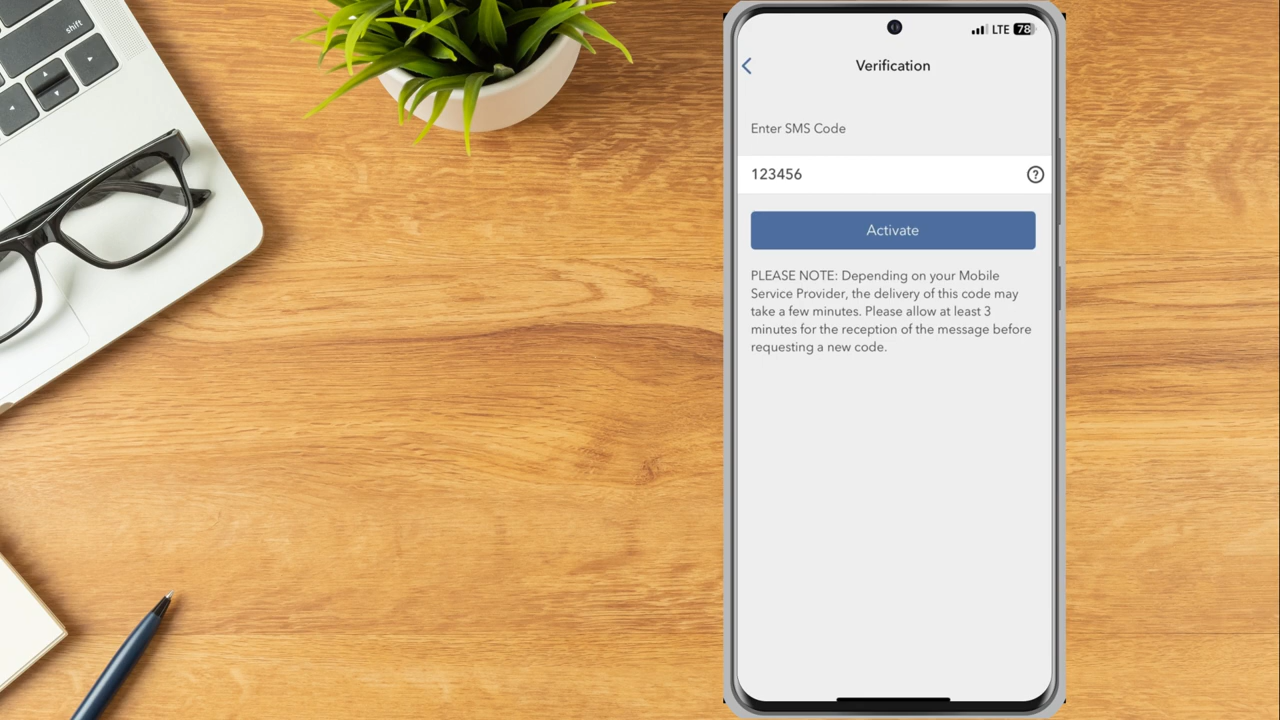 shift
LTE 78
Verification
Enter SMS Code
123456
?
Activate
PLEASE NOTE: Depending on your Mobile
Service Provider, the delivery of this code may
take a few minutes. Please allow at least 3
minutes for the reception of the message before
requesting a new code.